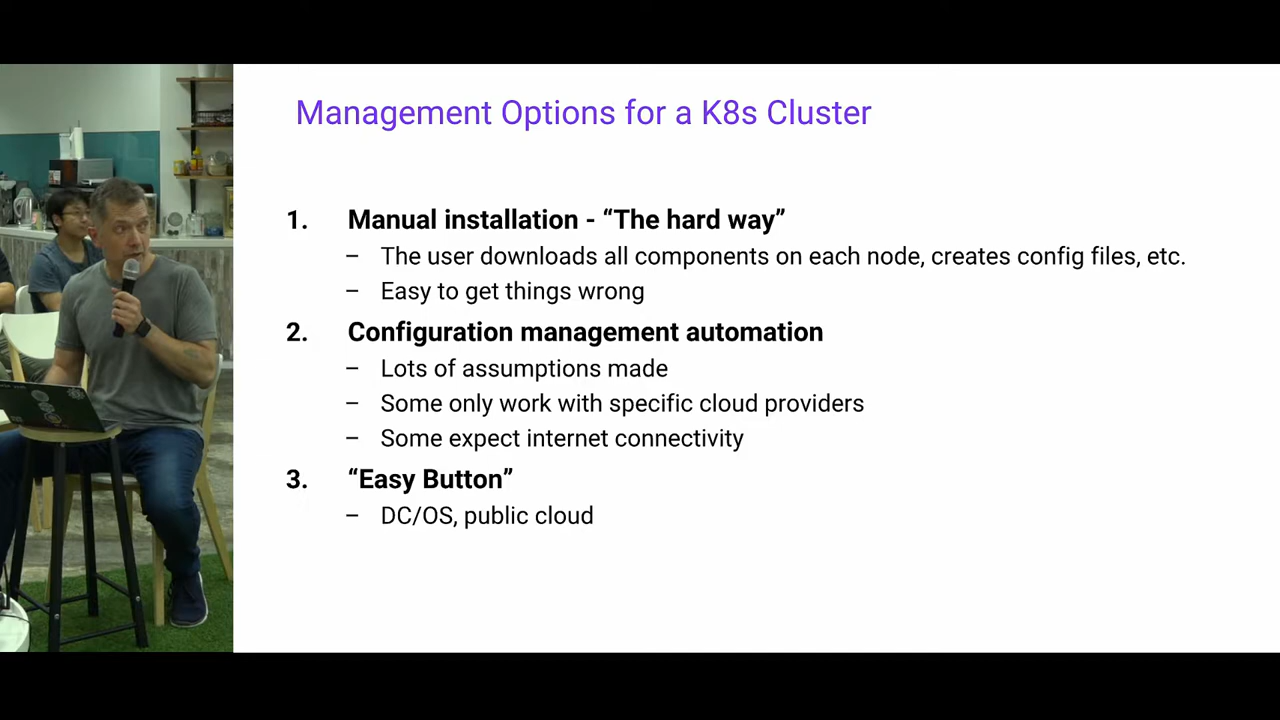 Management Options for a K8s Cluster
1. Manual installation - “The hard way”
– The user downloads all components on each node, creates config files, etc.
– Easy to get things wrong
2. Configuration management automation
– Lots of assumptions made
– Some only work with specific cloud providers
– Some expect internet connectivity
3. “Easy Button”
– DC/OS, public cloud